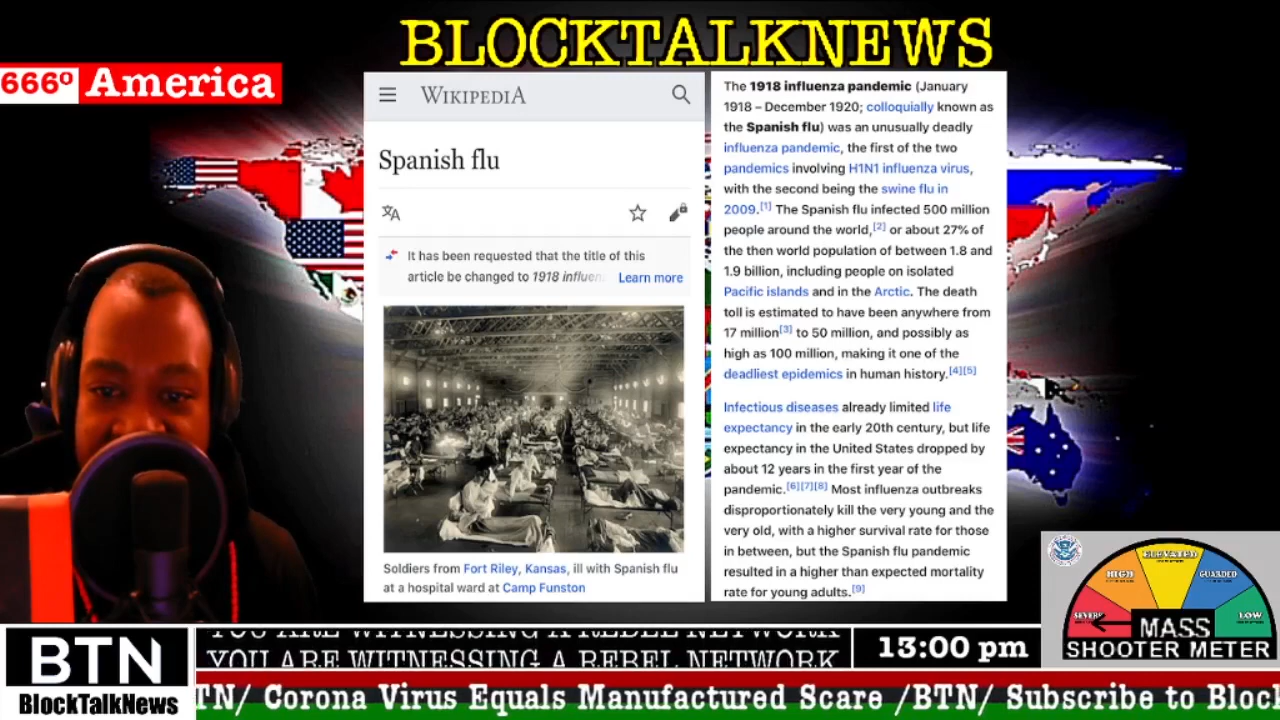 BLOCKTALKNEWS
666º America
WIKIPEDIA
Spanish flu
It has been requested that the title of this
article be changed to 1918 influen
Learn more
Soldiers from Fort Riley, Kansas, ill with Spanish flu
at a hospital ward at Camp Funston
The 1918 influenza pandemic (January
1918 – December 1920; colloquially known as
the Spanish flu) was an unusually deadly
influenza pandemic, the first of the two
pandemics involving H1N1 influenza virus,
with the second being the swine flu in
2009.[1] The Spanish flu infected 500 million
people around the world,[2] or about 27% of
the then world population of between 1.8 and
1.9 billion, including people on isolated
Pacific islands and in the Arctic. The death
toll is estimated to have been anywhere from
17 million[3] to 50 million, and possibly as
high as 100 million, making it one of the
deadliest epidemics in human history.[4][5]
Infectious diseases already limited life
expectancy in the early 20th century, but life
expectancy in the United States dropped by
about 12 years in the first year of the
pandemic.[6][7][8] Most influenza outbreaks
disproportionately kill the very young and the
very old, with a higher survival rate for those
in between, but the Spanish flu pandemic
resulted in a higher than expected mortality
rate for young adults.[9]
SEVERE
HIGH
ELEVATED
GUARDED
LOW
MASS
SHOOTER METER
BTN
BlockTalkNews
YOU ARE WITNESSING A REBEL NETWORK
YOU ARE WITNESSING A REBEL NETWORK
13:00 pm
TN/ Corona Virus Equals Manufactured Scare /BTN/ Subscribe to Bloc